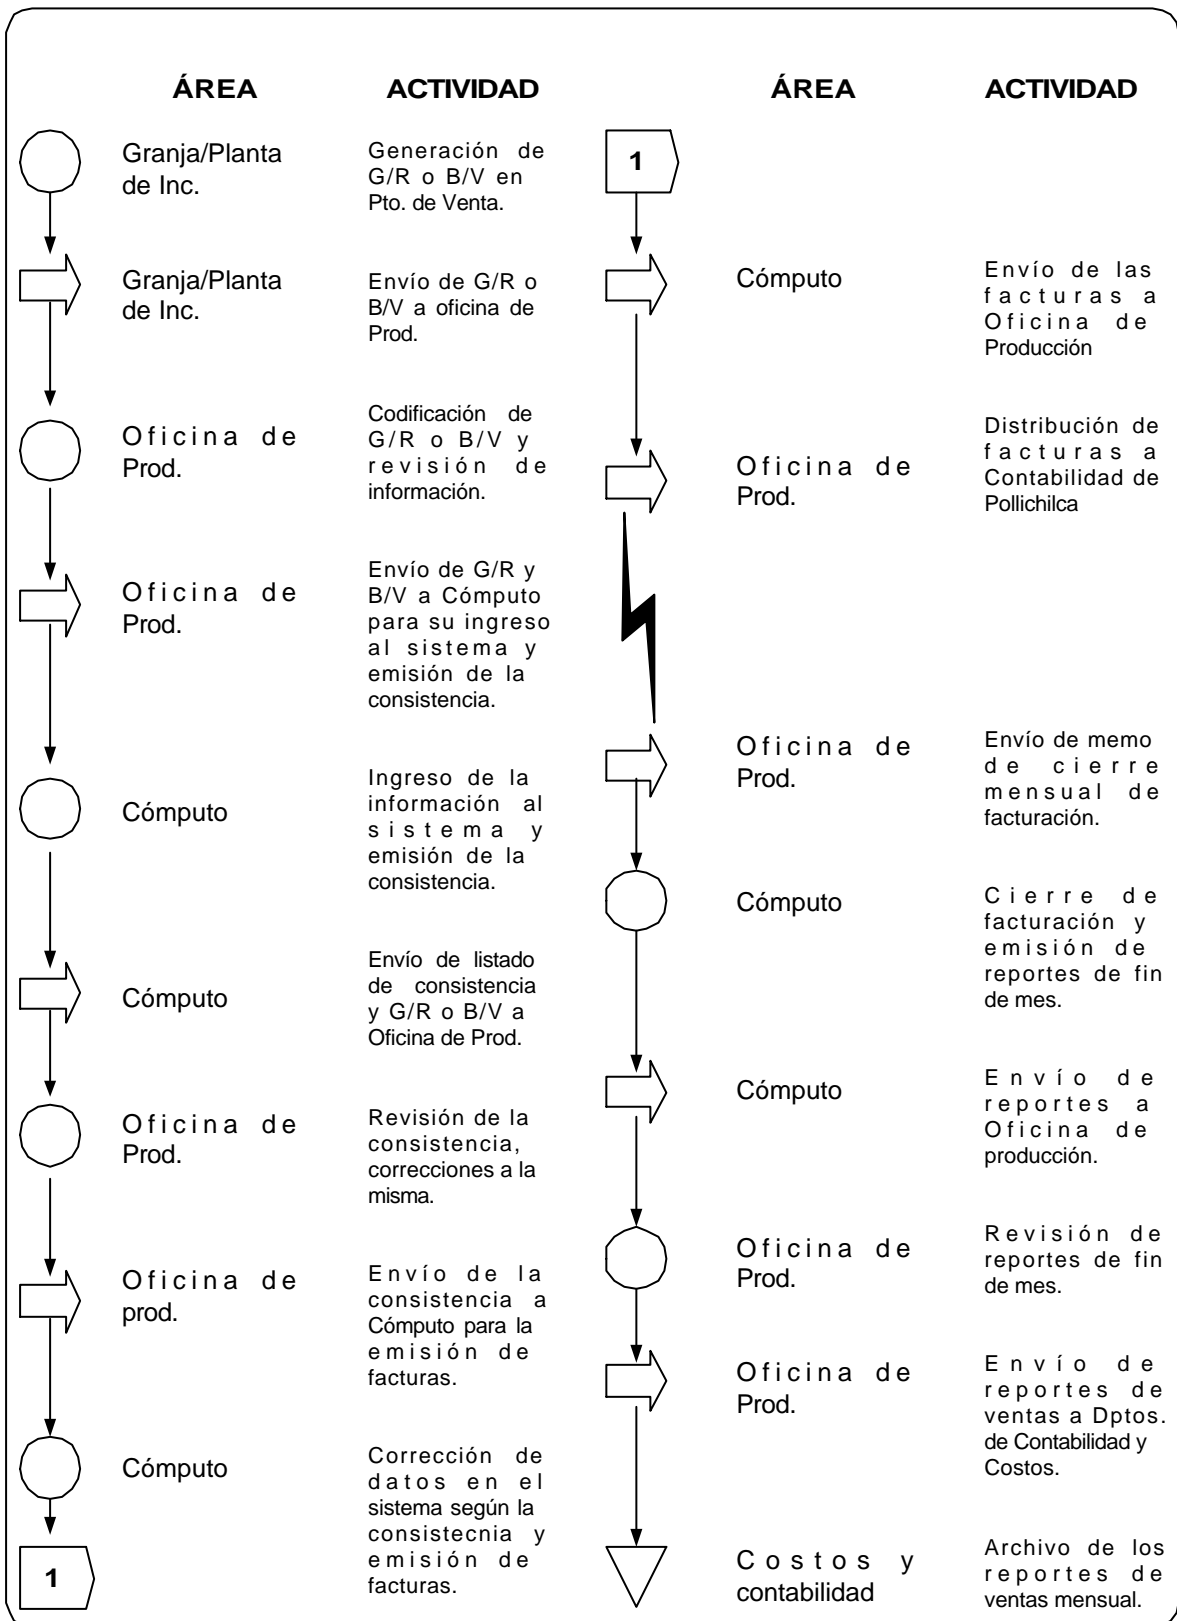 ÁREA
ACTIVIDAD
Granja/Planta
de Inc.
Generación de
G/R o B/V en
Pto. de Venta.
Granja/Planta
de Inc.
Envío de G/R o
B/V a oficina de
Prod.
Oficina de
Prod.
Codificación de
G/R o B/V y
revisión de
información.
Oficina de
Prod.
Envío de G/R y
B/V a Cómputo
para su ingreso
al sistema y
emisión de la
consistencia.
Cómputo
Ingreso de la
información al
sistema y
emisión de la
consistencia.
Cómputo
Envío de listado
de consistencia
y G/R o B/V a
Oficina de Prod.
Oficina de
Prod.
Revisión de la
consistencia,
correcciones a la
misma.
Oficina de
prod.
Envío de la
consistencia a
Cómputo para la
emisión de
facturas.
Cómputo
Corrección de
datos en el
sistema según la
consistecnia y
emisión de
facturas.
1
ÁREA
ACTIVIDAD
1
Cómputo
Envío de las
facturas a
Oficina de
Producción
Oficina de
Prod.
Distribución de
facturas a
Contabilidad de
Pollichilca
Oficina de
Prod.
Envío de memo
de cierre
mensual de
facturación.
Cómputo
Cierre de
facturación y
emisión de
reportes de fin
de mes.
Cómputo
Envío de
reportes a
Oficina de
producción.
Oficina de
Prod.
Revisión de
reportes de fin
de mes.
Oficina de
Prod.
Envío de
reportes de
ventas a Dptos.
de Contabilidad y
Costos.
Costos y
contabilidad
Archivo de los
reportes de
ventas mensual.